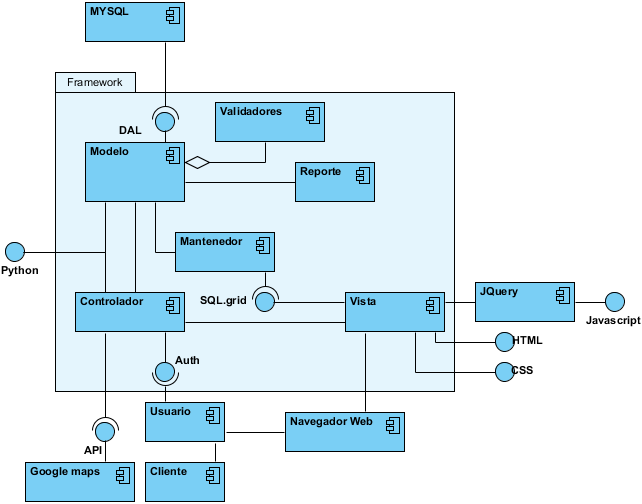 MYSQL
Framework
DAL
Validadores
Modelo
Reporte
Mantenedor
Python
Controlador
SQL.grid
Vista
JQuery
Javascript
HTML
Auth
CSS
Usuario
Navegador Web
API
Google maps
Cliente